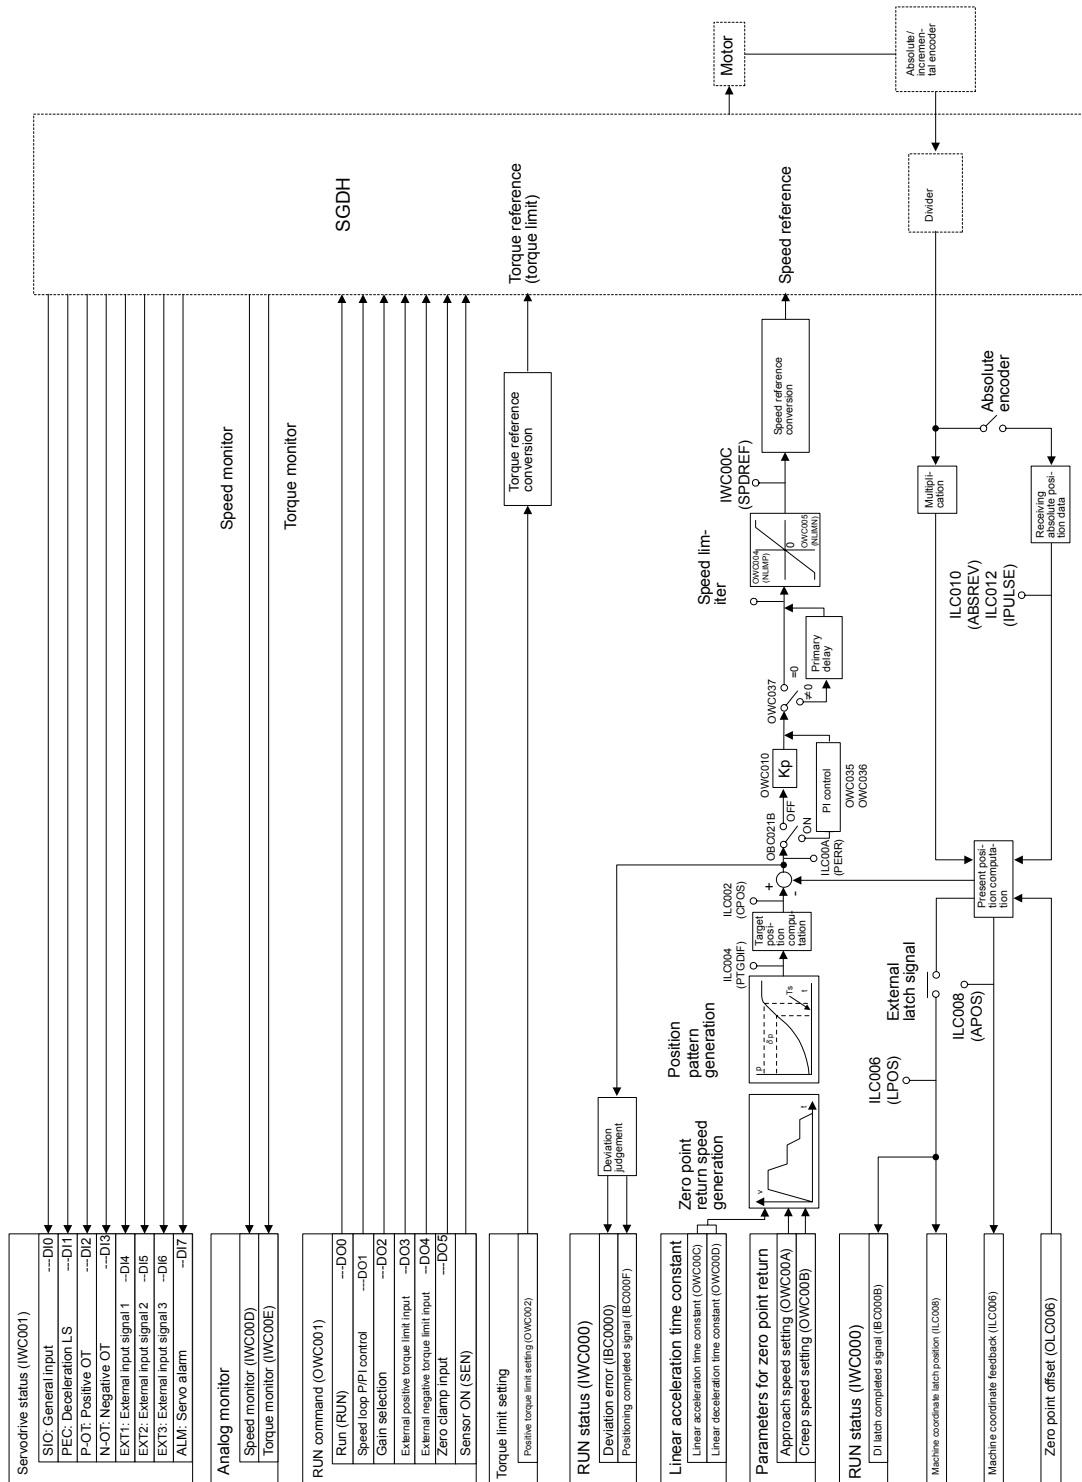 Servodrive status (IWC001)
SIO: General input ---DI0
PEC: Deceleration LS ---DI1
P-OT: Positive OT ---DI2
N-OT: Negative OT ---DI3
EXT1: External input signal 1 --DI4
EXT2: External input signal 2 --DI5
EXT3: External input signal 3 --DI6
ALM: Servo alarm ---DI7
Analog monitor
Speed monitor (IWC00D)
Torque monitor (IWC00E)
Speed monitor
Torque monitor
RUN command (OWC001)
Run (RUN) ---DO0
Speed loop P/PI control ---DO1
Gain selection ---DO2
External positive torque limit input --DO3
External negative torque limit input --DO4
Zero clamp input ---DO5
Sensor ON (SEN)
SGDH
Motor
Absolute/
incremen-
tal encoder
Divider
Torque limit setting
Positive torque limit setting (OWC002)
Torque reference
conversion
Torque reference
(torque limit)
RUN status (IWC000)
Deviation error (IBC0000)
Positioning completed signal (IBC000F)
Deviation
judgement
Linear acceleration time constant
Linear acceleration time constant (OWC00C)
Linear deceleration time constant (OWC00D)
Parameters for zero point return
Approach speed setting (OWC00A)
Creep speed setting (OWC00B)
Zero point
return speed
generation
v
t
Position
pattern
generation
p
δp
Ts
t
ILC004
(PTGDIF)
Target
posi-
tion
compu-
tation
ILC002
(CPOS)
+
-
ILC00A
(PERR)
OBC021B
OFF
ON
OWC010
Kp
PI control
OWC035
OWC036
OWC037
=0
≠0
Primary
delay
Speed lim-
iter
OWC004
(NLIMP)
0
OWC005
(NLIMN)
IWC00C
(SPDREF)
Speed reference
conversion
Speed reference
RUN status (IWC000)
DI latch completed signal (IBC000B)
Machine coordinate latch position (ILC008)
Machine coordinate feedback (ILC006)
Zero point offset (OLC006)
ILC006
(LPOS)
External
latch signal
ILC008
(APOS)
Present posi-
tion computa-
tion
ILC010
(ABSREV)
ILC012
(IPULSE)
Multipli-
cation
Receiving
absolute posi-
tion data
Absolute
encoder